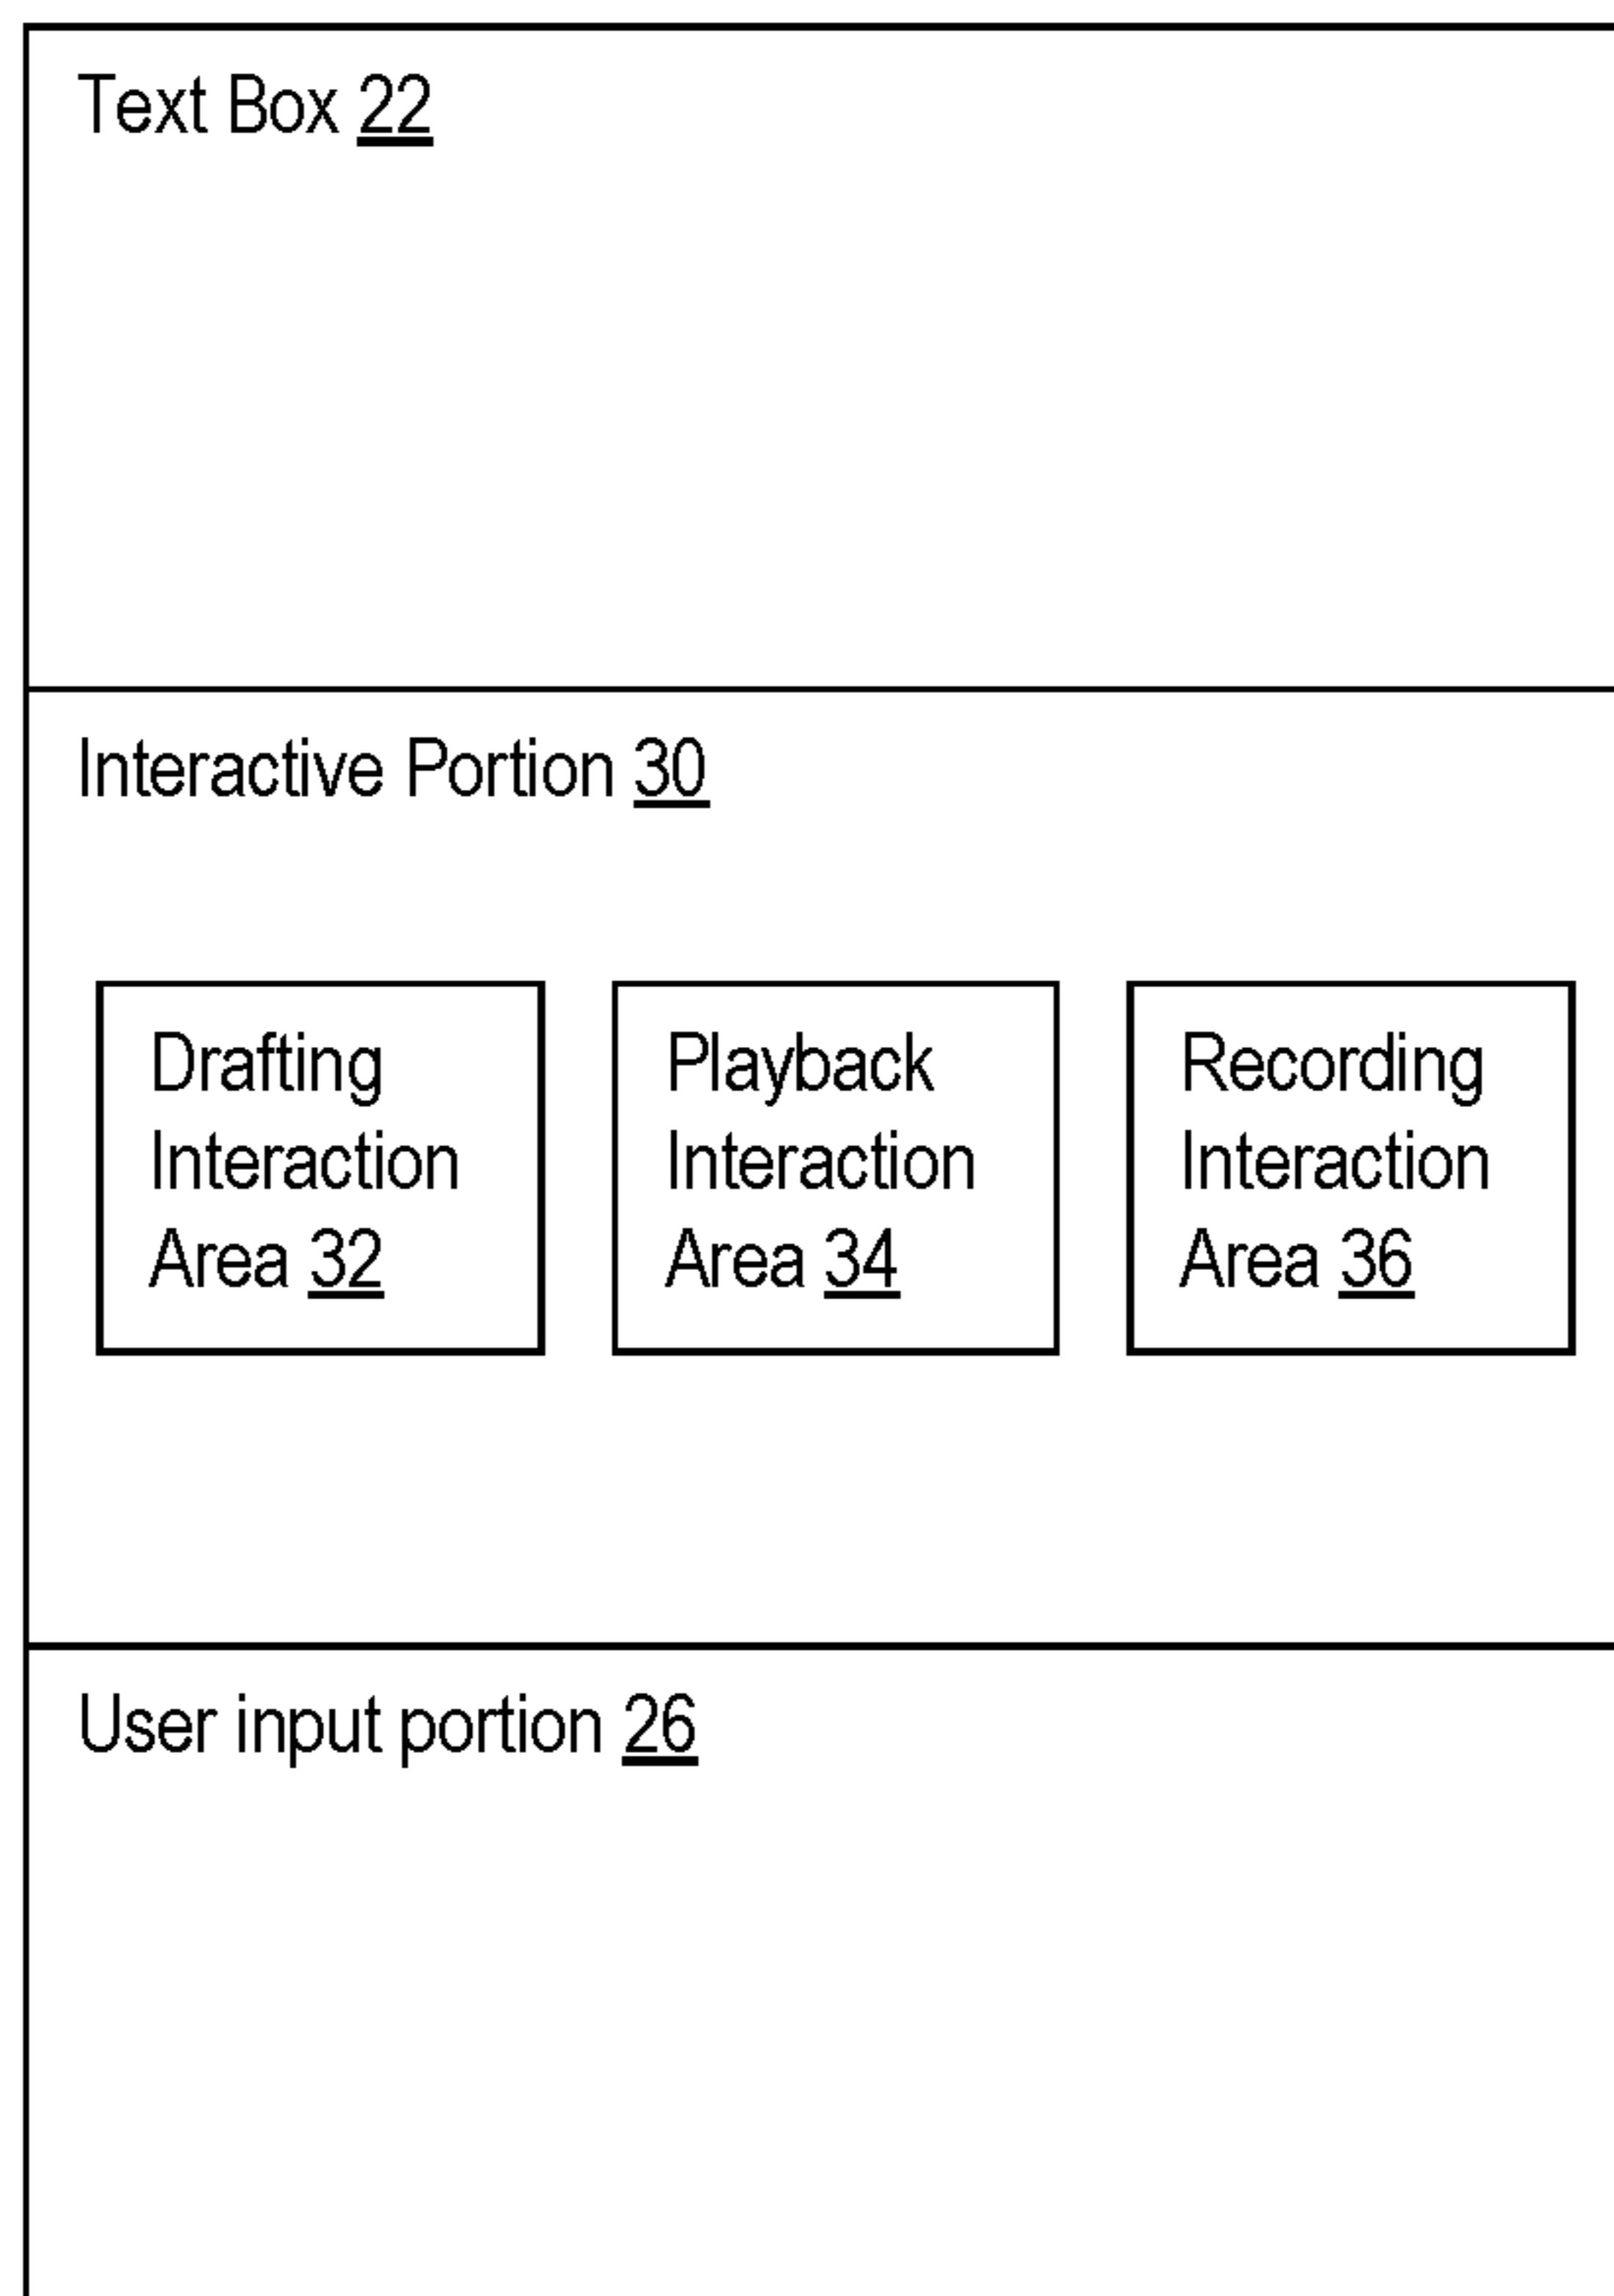 Text Box 22
Interactive Portion 30
Drafting
Interaction
Area 32
Playback
Interaction
Area 34
Recording
Interaction
Area 36
User input portion 26